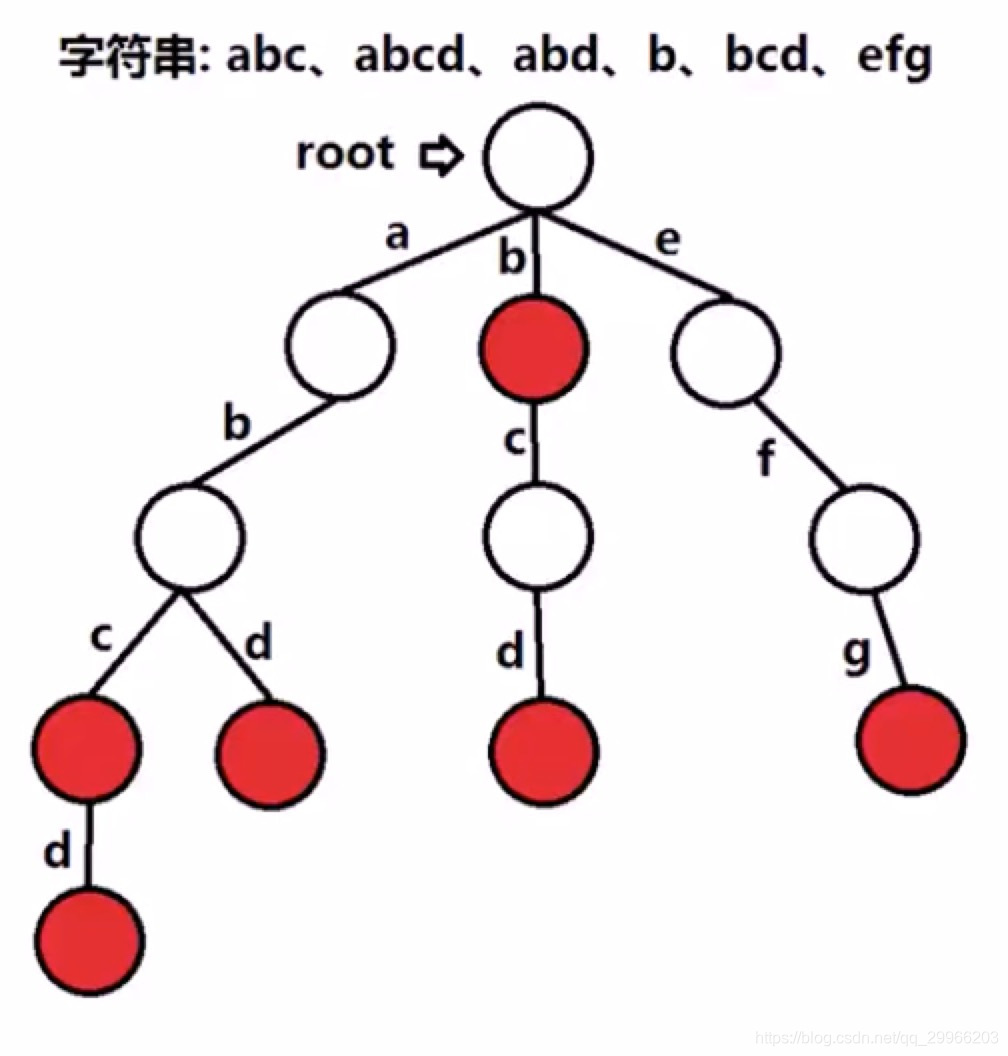 字符串: abc、abcd、abd、b、bcd、efg
root ⇨
a b e
b c f
c d d g
d
https://blog.csdn.net/qq_29966203